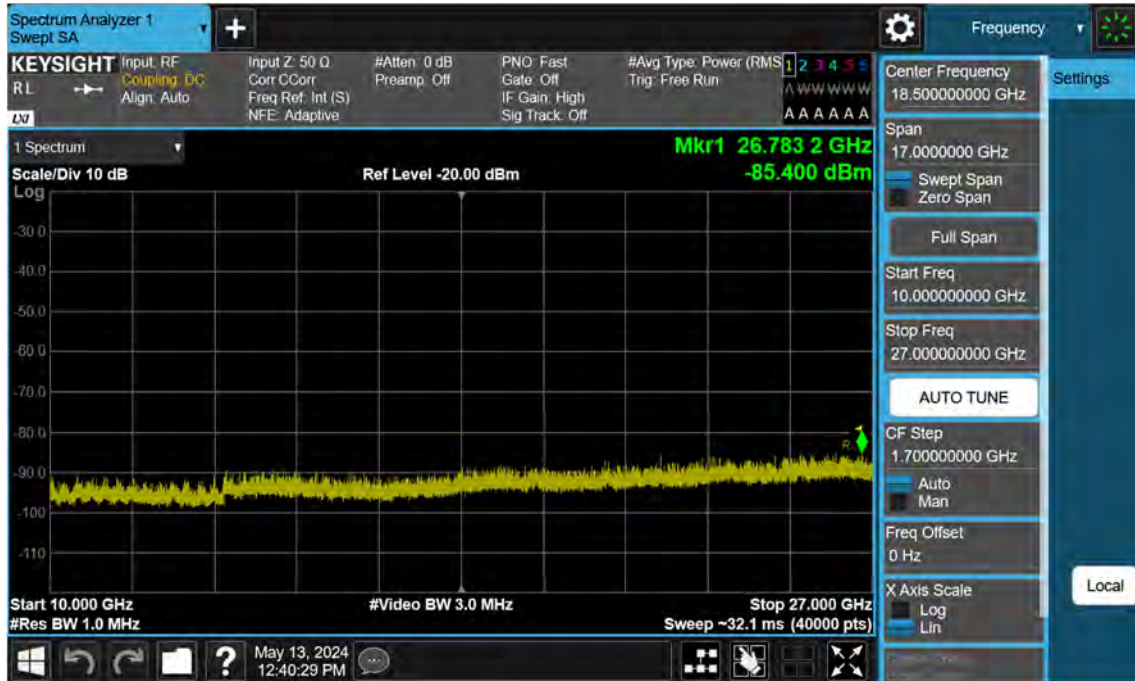 Spectrum Analyzer 1
Swept SA
Frequency
KEYSIGHT
RL
LXI
Input: RF
Coupling: DC
Align: Auto
Input Z: 50 Ω
Corr CCorr
Freq Ref: Int (S)
NFE: Adaptive
#Atten: 0 dB
Preamp: Off
PNO: Fast
Gate: Off
IF Gain: High
Sig Track: Off
#Avg Type: Power (RMS
Trig: Free Run
1 2 3 4 5 6
A W W W W W
A A A A A A
1 Spectrum
Scale/Div 10 dB
Ref Level -20.00 dBm
Mkr1 26.783 2 GHz
-85.400 dBm
Log
-30.0
-40.0
-50.0
-60.0
-70.0
-80.0
-90.0
-100
-110
1
Start 10.000 GHz
#Video BW 3.0 MHz
Stop 27.000 GHz
#Res BW 1.0 MHz
Sweep ~32.1 ms (40000 pts)
May 13, 2024
12:40:29 PM
Center Frequency
18.500000000 GHz
Settings
Span
17.0000000 GHz
Swept Span
Zero Span
Full Span
Start Freq
10.000000000 GHz
Stop Freq
27.000000000 GHz
AUTO TUNE
CF Step
1.700000000 GHz
Auto
Man
Freq Offset
0 Hz
X Axis Scale
Log
Lin
Local